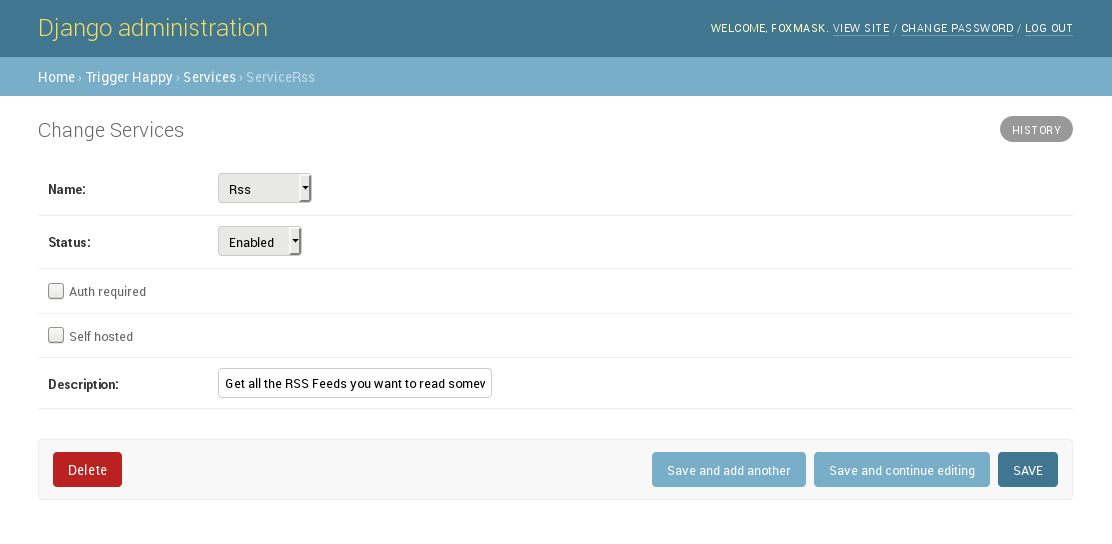 Django administration
WELCOME, FOXMASK. VIEW SITE / CHANGE PASSWORD / LOG OUT
Home › Trigger Happy › Services › ServiceRss
Change Services
HISTORY
Name: Rss
Status: Enabled
Auth required
Self hosted
Description: Get all the RSS Feeds you want to read somew
Delete Save and add another Save and continue editing SAVE